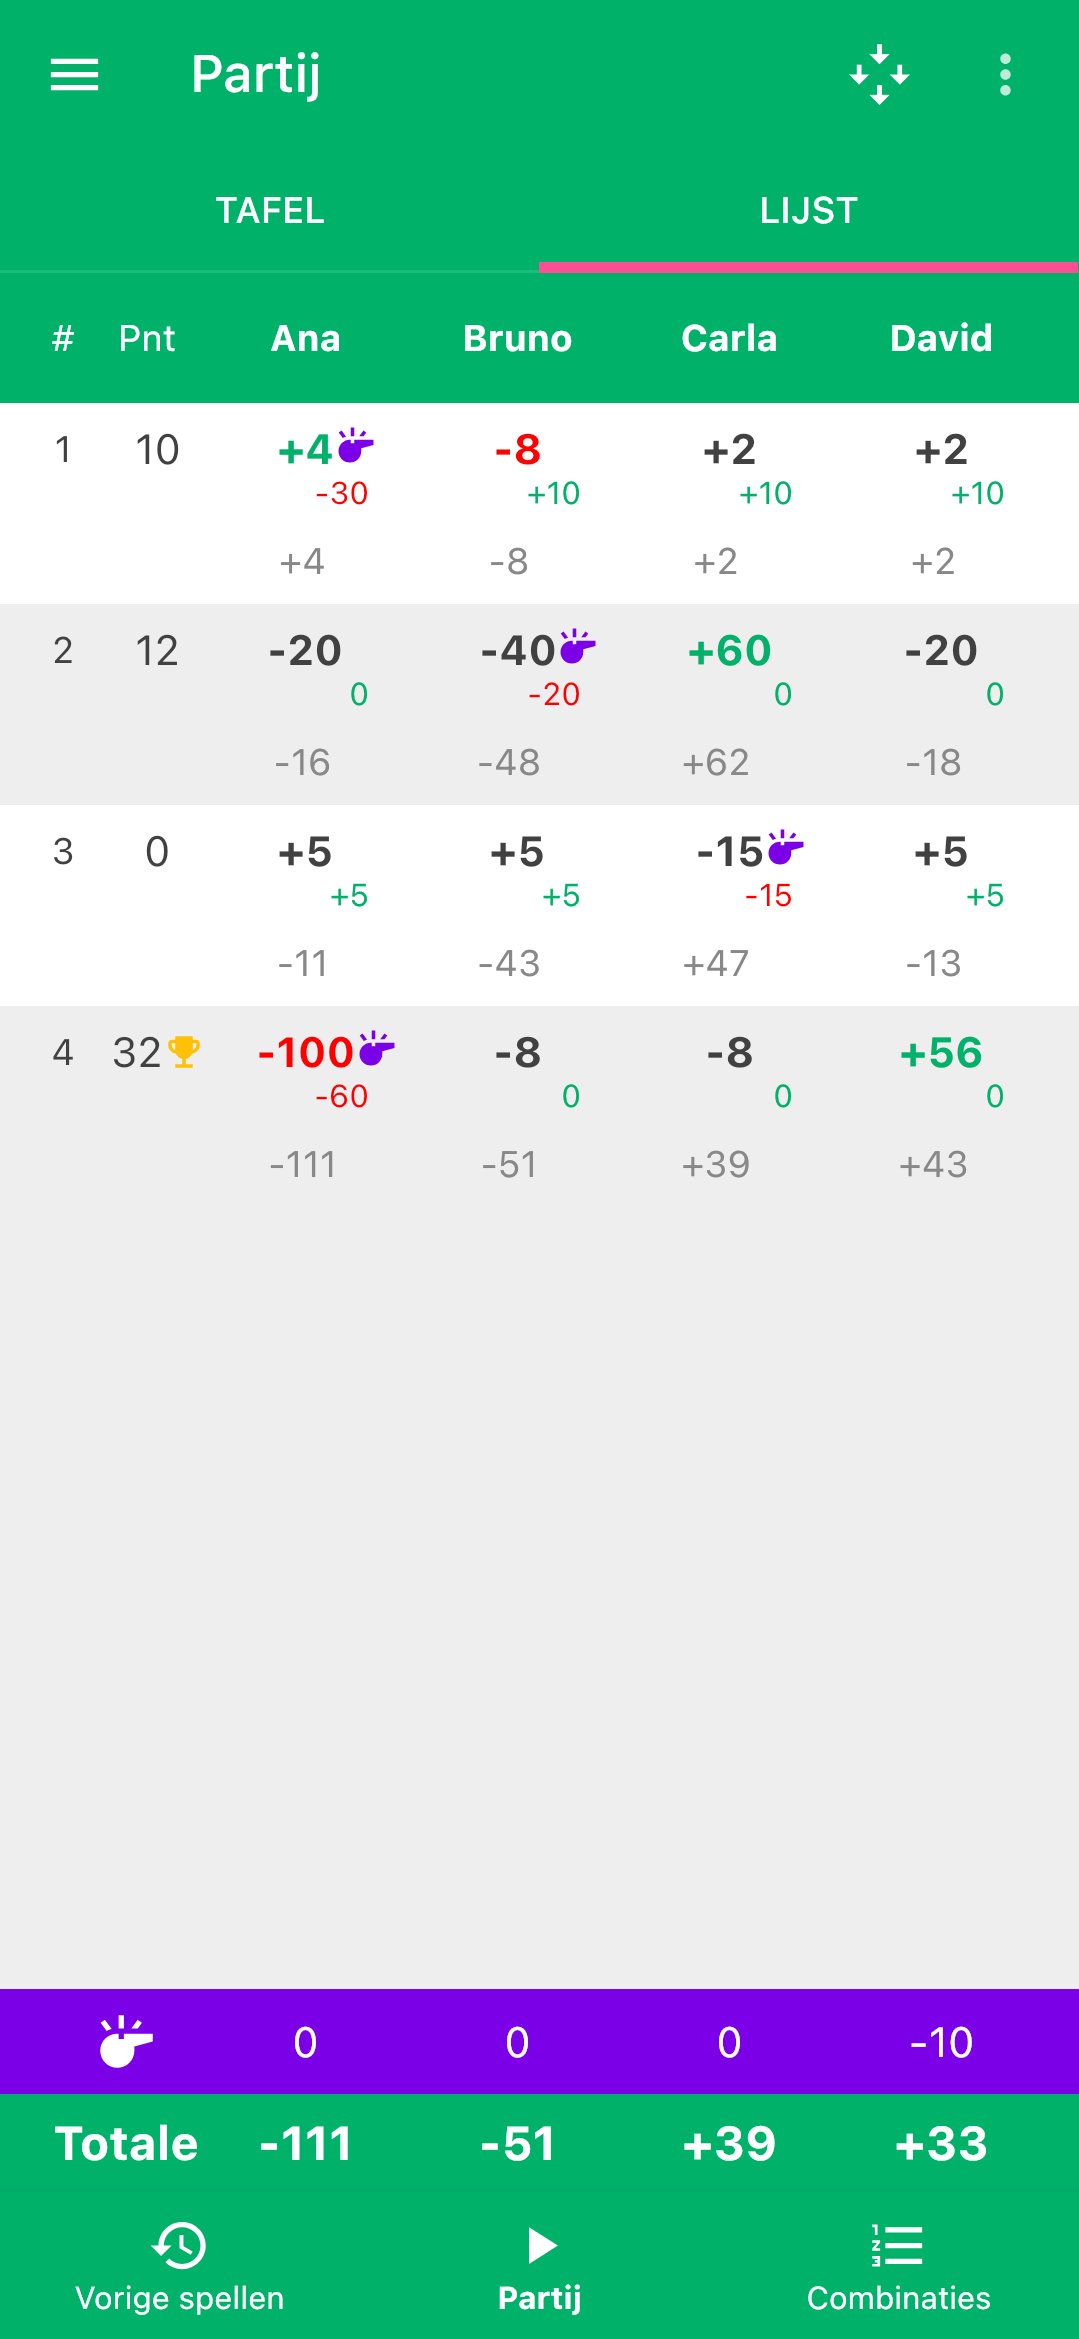 Partij
TAFEL LIJST
# Pnt Ana Bruno Carla David
1 10 +4 -8 +2 +2
-30 +10 +10 +10
+4 -8 +2 +2
2 12 -20 -40 +60 -20
0 -20 0 0
-16 -48 +62 -18
3 0 +5 +5 -15 +5
+5 +5 -15 +5
-11 -43 +47 -13
4 32 -100 -8 -8 +56
-60 0 0 0
-111 -51 +39 +43
0 0 0 -10
Totale -111 -51 +39 +33
Vorige spellen Partij Combinaties